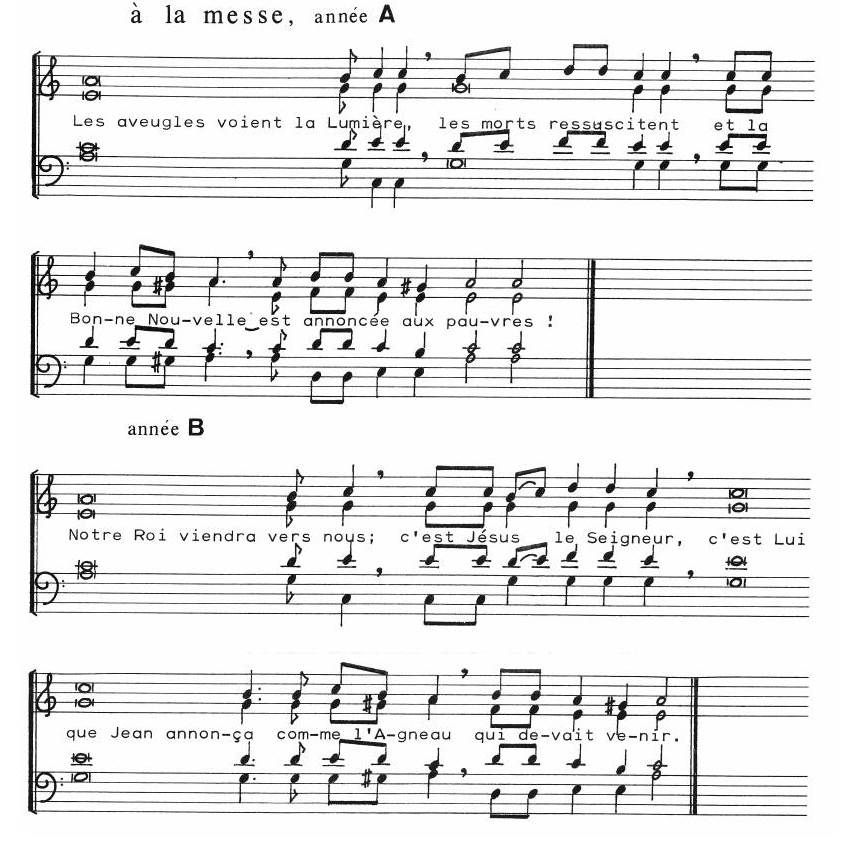 à la messe, année A
Les aveugles voient la Lumière, les morts ressuscitent et la
Bon-ne Nou-velle‿est annoncée aux pau-vres !
année B
Notre Roi viendra vers nous; c'est Jésus le Seigneur, c'est Lui
que Jean annon-ça com-me l'A-gneau qui de-vait ve-nir.